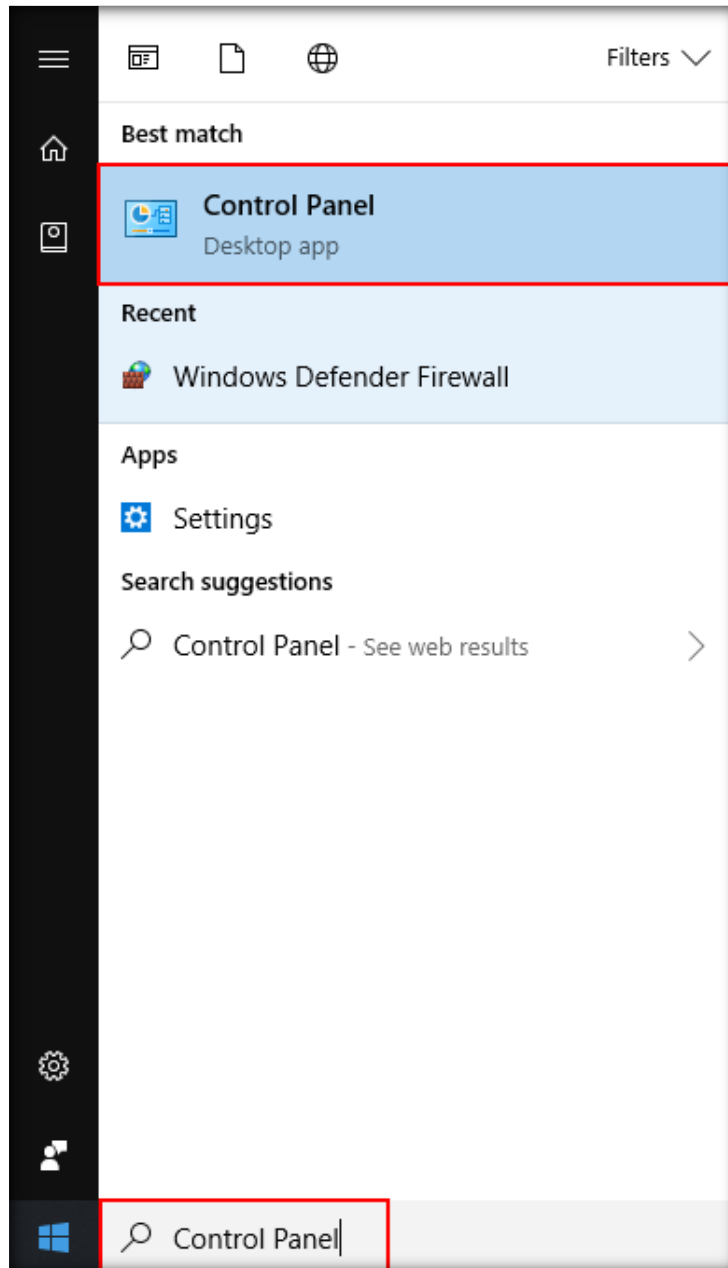 Filters
Best match
Control Panel
Desktop app
Recent
Windows Defender Firewall
Apps
Settings
Search suggestions
Control Panel - See web results
Control Panel